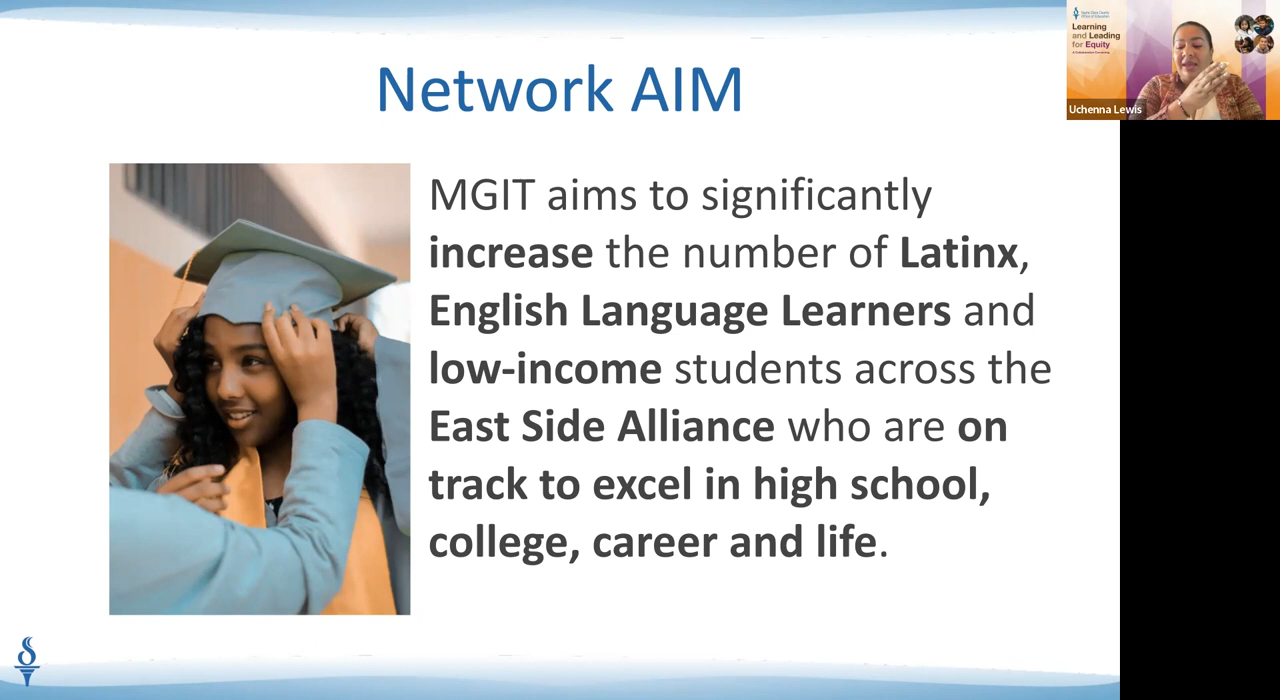 Network AIM
MGIT aims to significantly
increase the number of Latinx,
English Language Learners and
low-income students across the
East Side Alliance who are on
track to excel in high school,
college, career and life.
Learning
and Leading
for Equity
Uchenna Lewis